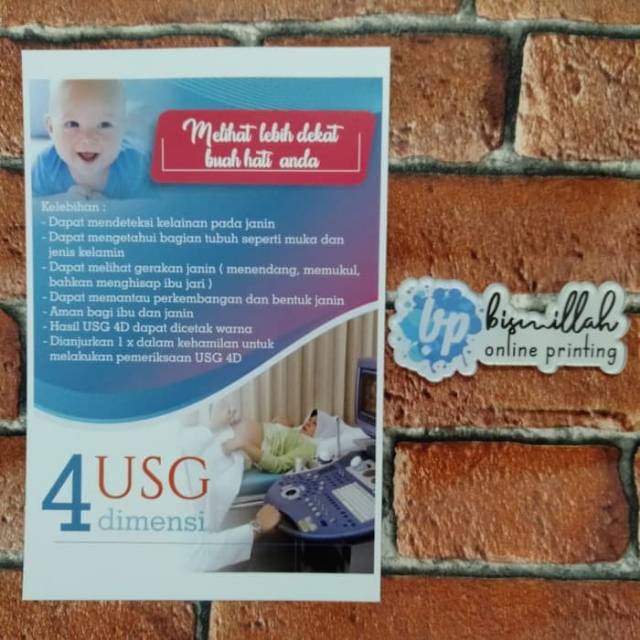 Melihat lebih dekat
buah hati anda
Kelebihan :
- Dapat mendeteksi kelainan pada janin
- Dapat mengetahui bagian tubuh seperti muka dan
jenis kelamin
- Dapat melihat gerakan janin ( menendang, memukul,
bahkan menghisap ibu jari )
- Dapat memantau perkembangan dan bentuk janin
- Aman bagi ibu dan janin
- Hasil USG 4D dapat dicetak warna
- Dianjurkan 1 x dalam kehamilan untuk
melakukan pemeriksaan USG 4D
4 USG
dimensi
bp
bismillah
online printing